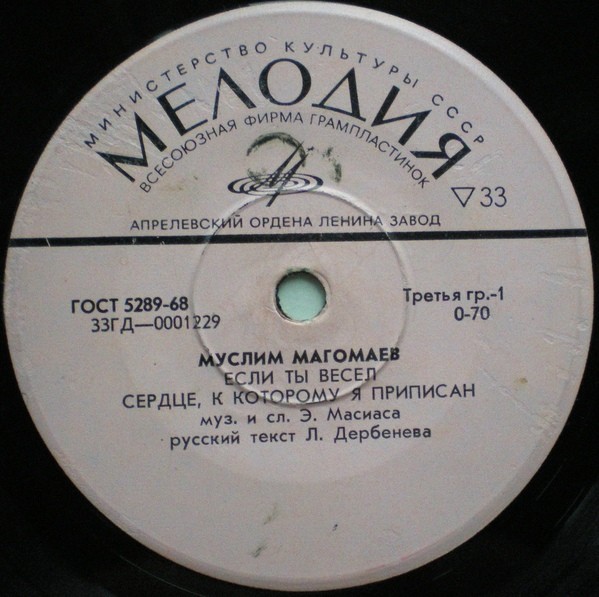 МИНИСТЕРСТВО КУЛЬТУРЫ СССР
МЕЛОДИЯ
ВСЕСОЮЗНАЯ ФИРМА ГРАМПЛАСТИНОК
▽33
АПРЕЛЕВСКИЙ ОРДЕНА ЛЕНИНА ЗАВОД
ГОСТ 5289-68
33ГД—0001229
Третья гр.-1
0-70
МУСЛИМ МАГОМАЕВ
ЕСЛИ ТЫ ВЕСЕЛ
СЕРДЦЕ, К КОТОРОМУ Я ПРИПИСАН
муз. и сл. Э. Масиаса
русский текст Л. Дербенева